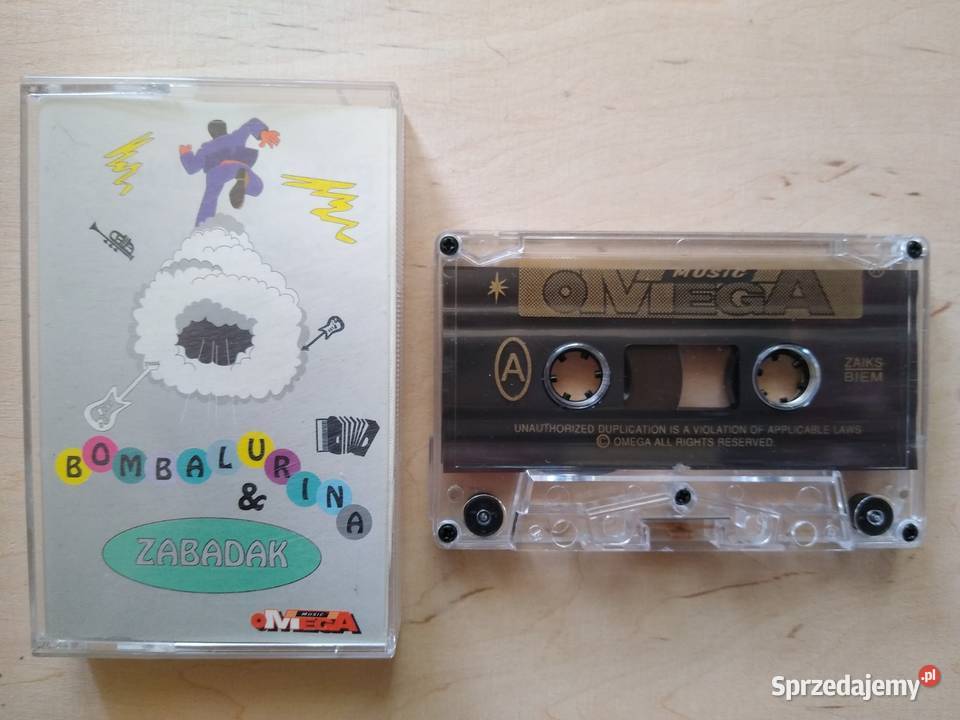 BOMBALURINA
&
ZABADAK
MUSIC
OMEGA
MUSIC
OMEGA
A
ZAIKS
BIEM
UNAUTHORIZED DUPLICATION IS A VIOLATION OF APPLICABLE LAWS
© OMEGA ALL RIGHTS RESERVED.
Sprzedajemy.pl